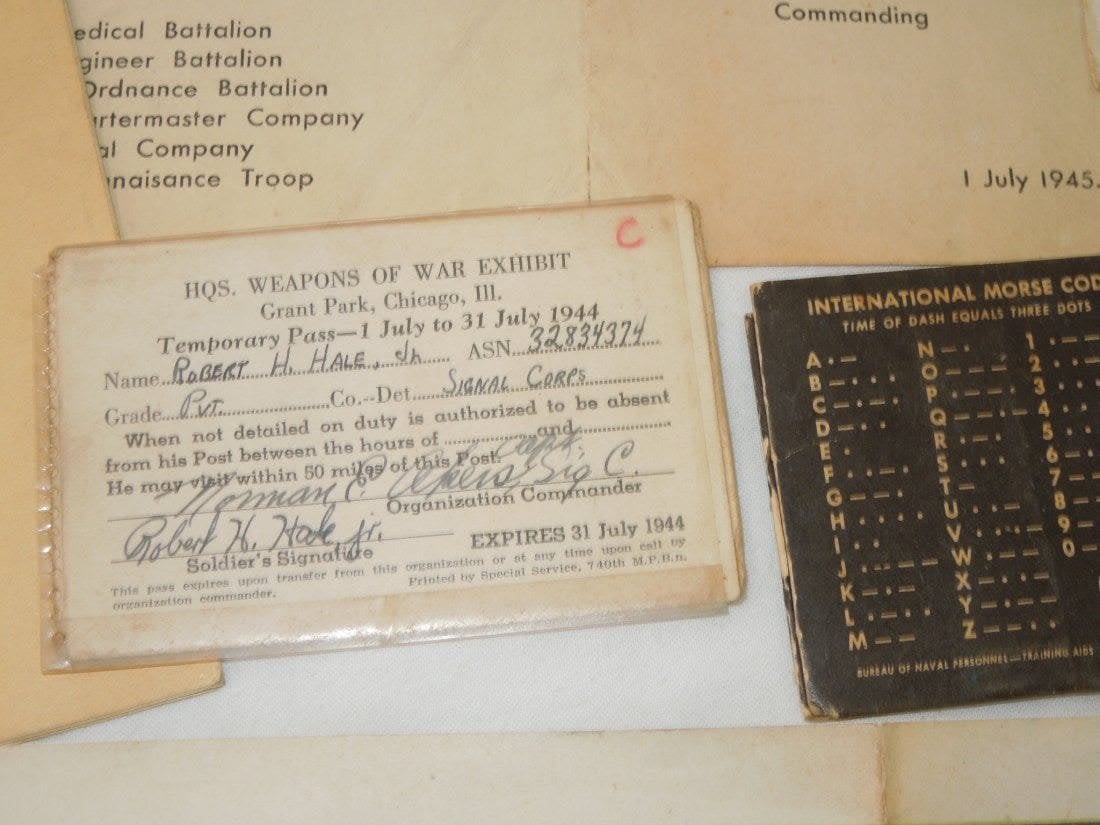 edical Battalion
gineer Battalion
Ordnance Battalion
artermaster Company
al Company
naisance Troop
Commanding
1 July 1945.
C
HQS. WEAPONS OF WAR EXHIBIT
Grant Park, Chicago, Ill.
Temporary Pass—1 July to 31 July 1944
Name...ROBERT H. HALE, Jr...... ASN...32834374
Grade...Pvt...................Co.--Det......SIGNAL CORPS
When not detailed on duty is authorized to be absent
from his Post between the hours of ................and......................
He may visit within 50 miles of this Post.
Norman C. Capt. Sig C.
Organization Commander
Robert H. Hale, jr.
Soldier's Signature
EXPIRES 31 July 1944
This pass expires upon transfer from this organization or at any time upon call by
organization commander.
Printed by Special Service, 740th M.P.B.n.
INTERNATIONAL MORSE COD
TIME OF DASH EQUALS THREE DOTS
A ·—
B —···
C —·—·
D —··
E ·
F ··—·
G ——·
H ····
I ··
J ·———
K —·—
L ·—··
M ——
N —·
O ———
P ·——·
Q ——·—
R ·—·
S ···
T —
U ··—
V ···—
W ·——
X —··—
Y —·——
Z ——··
1 ·——
2
3
4
5
6
7
8
9
0
BUREAU OF NAVAL PERSONNEL—TRAINING AIDS